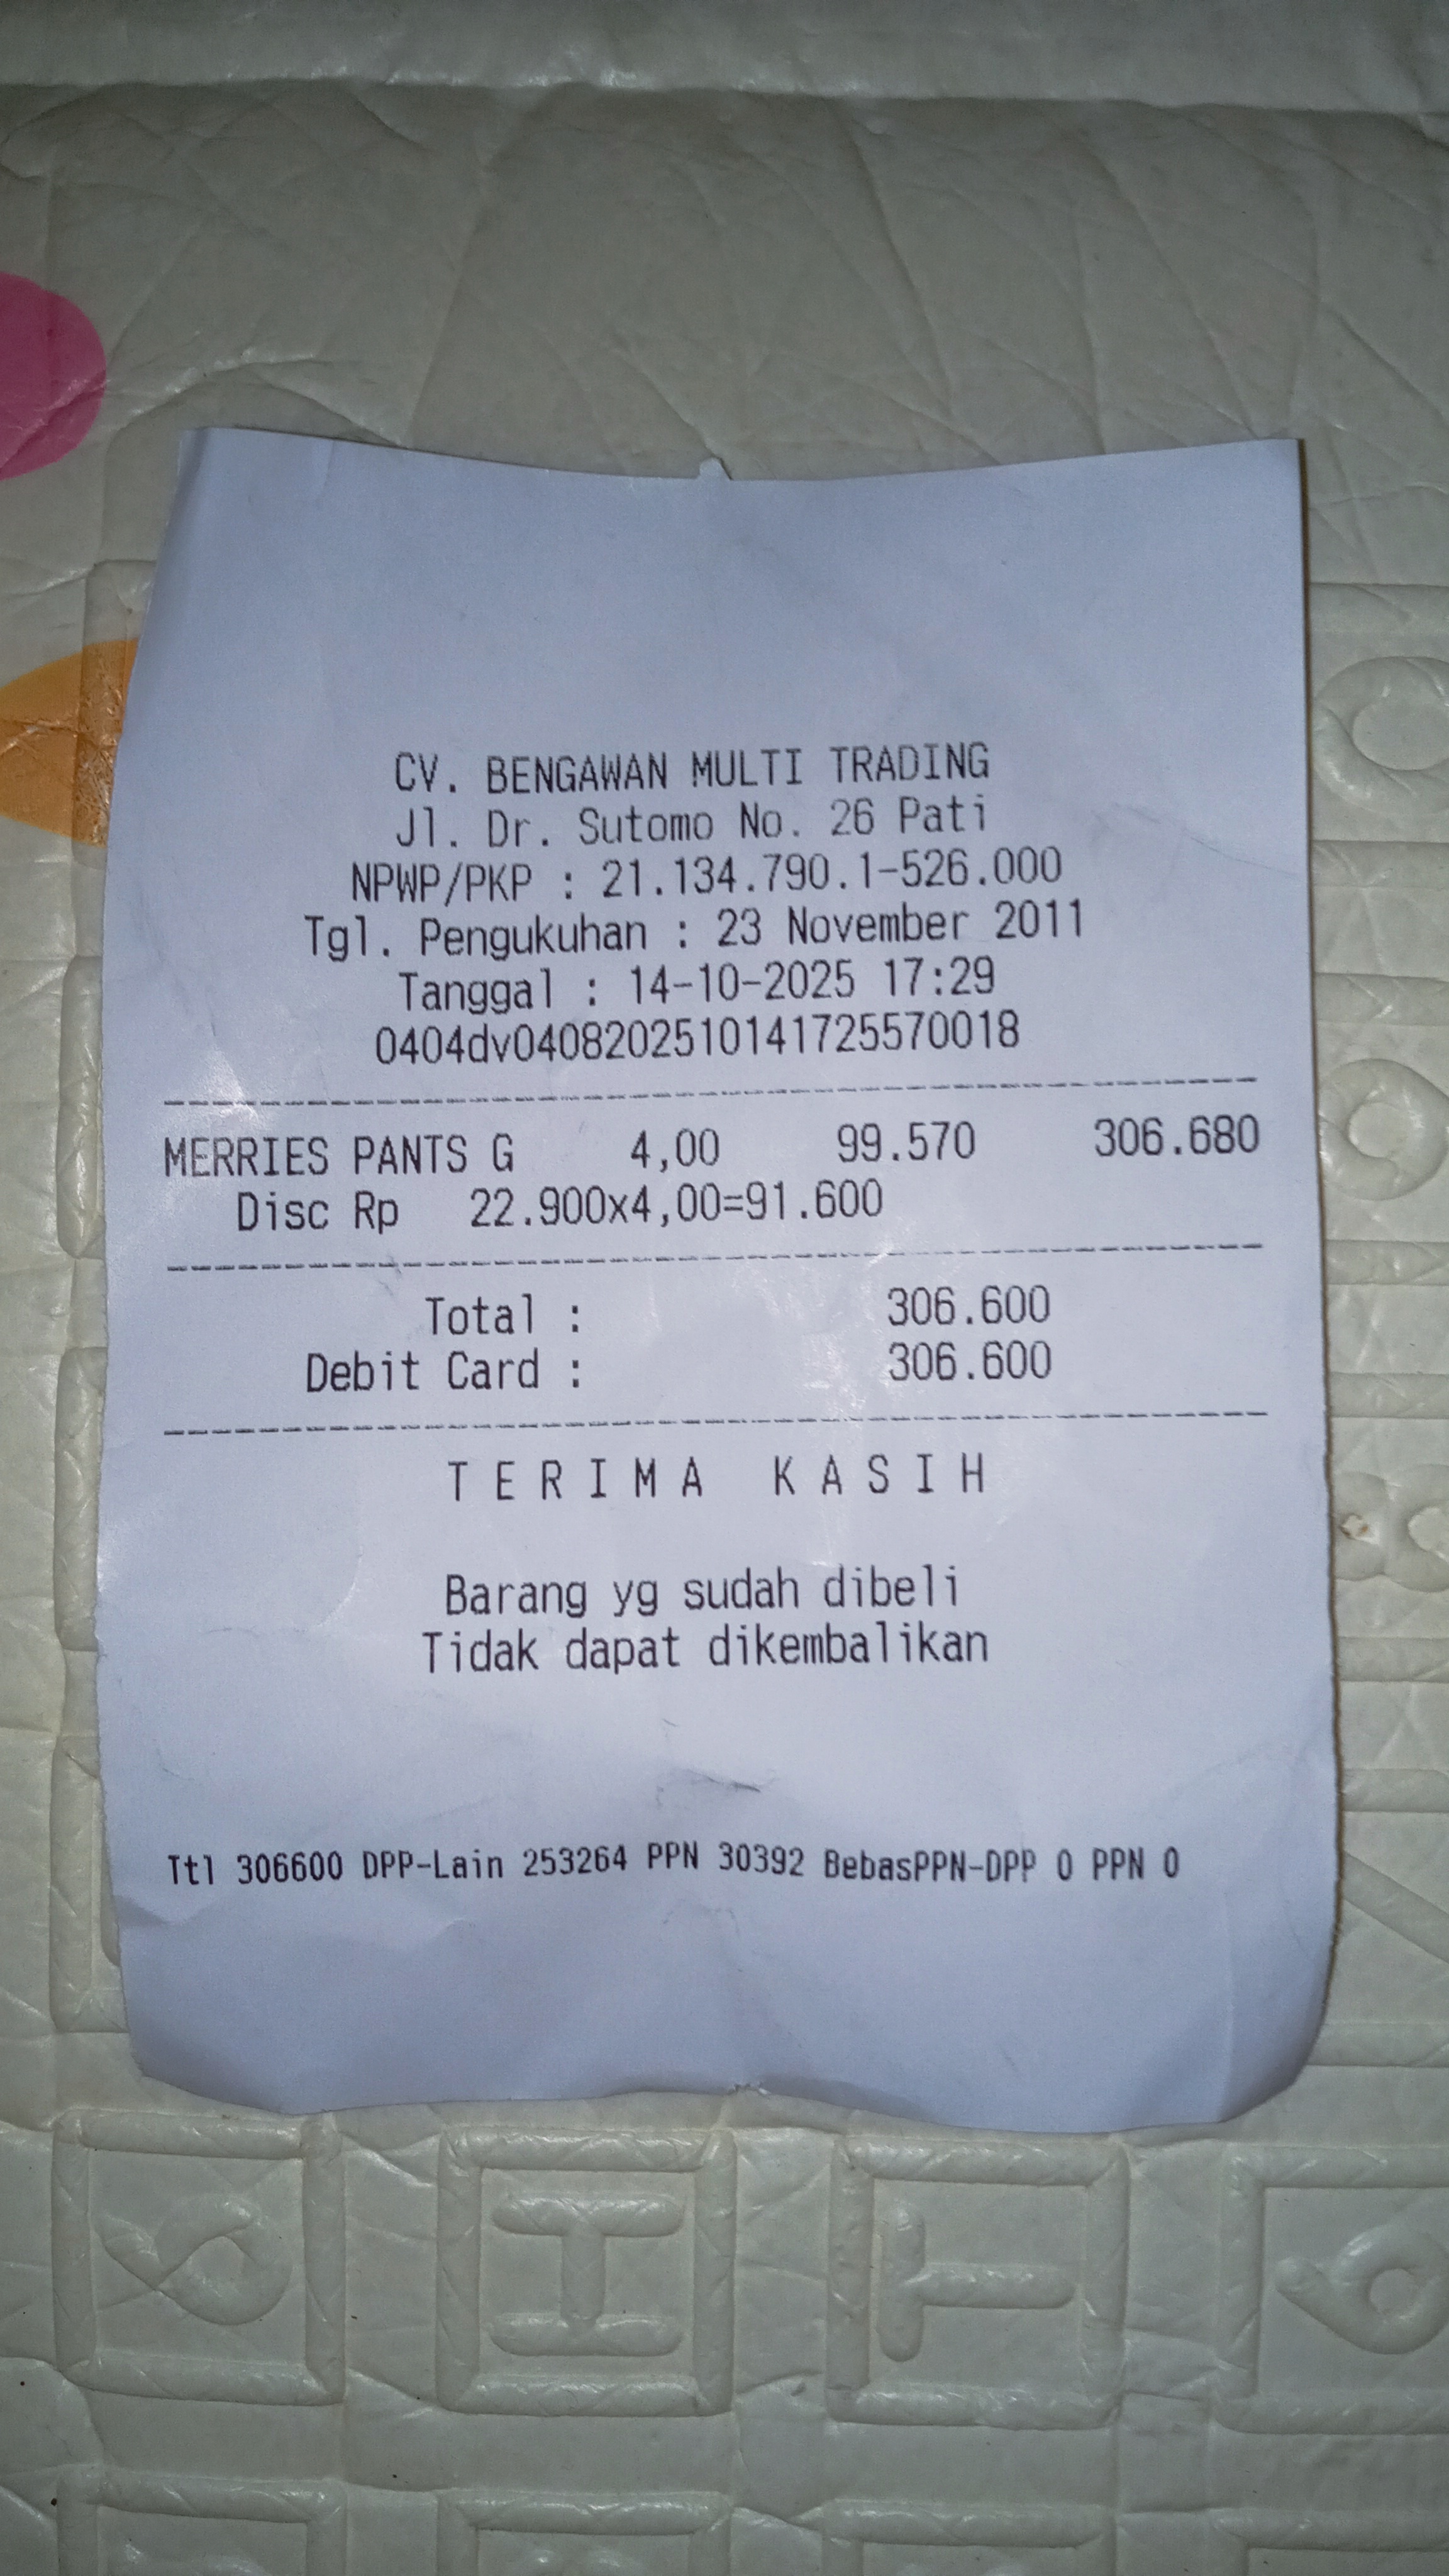 CV. BENGAWAN MULTI TRADING
Jl. Dr. Sutomo No. 26 Pati
NPWP/PKP : 21.134.790.1-526.000
Tgl. Pengukuhan : 23 November 2011
Tanggal : 14-10-2025 17:29
0404dv0408202510141725570018
MERRIES PANTS G 4,00 99.570 306.680
Disc Rp 22.900x4,00=91.600
Total : 306.600
Debit Card : 306.600
T E R I M A K A S I H
Barang yg sudah dibeli
Tidak dapat dikembalikan
Ttl 306600 DPP-Lain 253264 PPN 30392 BebasPPN-DPP 0 PPN 0